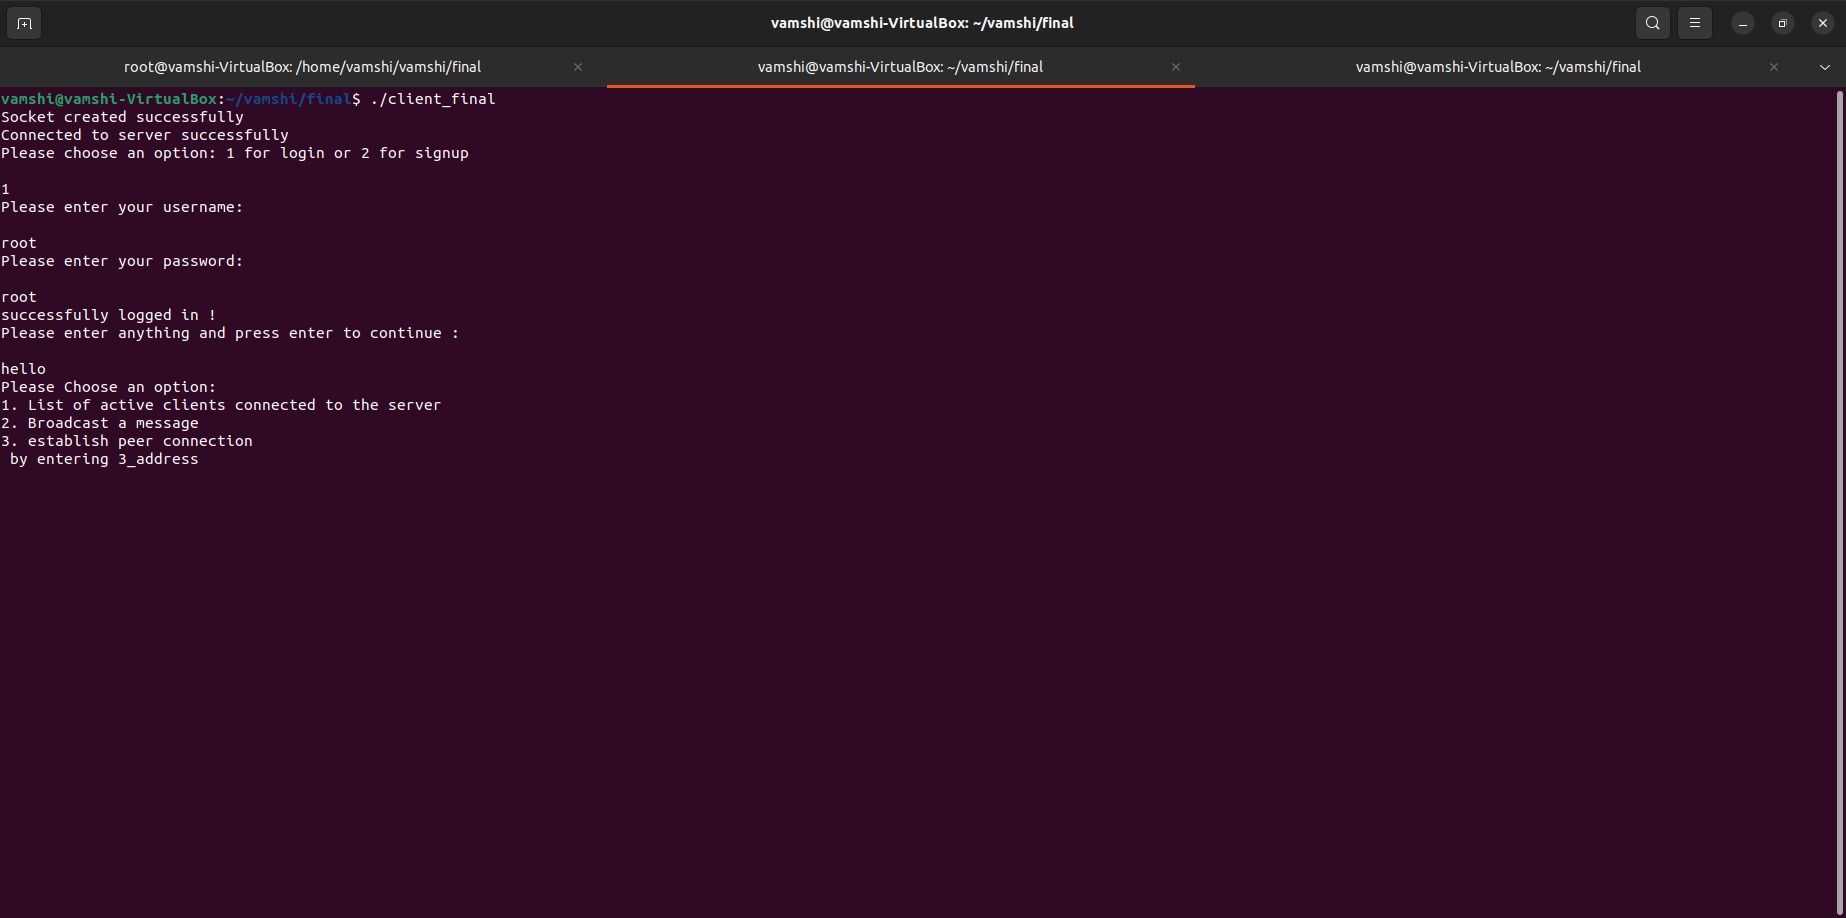 vamshi@vamshi-VirtualBox: ~/vamshi/final
root@vamshi-VirtualBox: /home/vamshi/vamshi/final
vamshi@vamshi-VirtualBox: ~/vamshi/final
vamshi@vamshi-VirtualBox: ~/vamshi/final
vamshi@vamshi-VirtualBox:~/vamshi/final$ ./client_final
Socket created successfully
Connected to server successfully
Please choose an option: 1 for login or 2 for signup
1
Please enter your username:
root
Please enter your password:
root
successfully logged in !
Please enter anything and press enter to continue :
hello
Please Choose an option:
1. List of active clients connected to the server
2. Broadcast a message
3. establish peer connection
 by entering 3_address